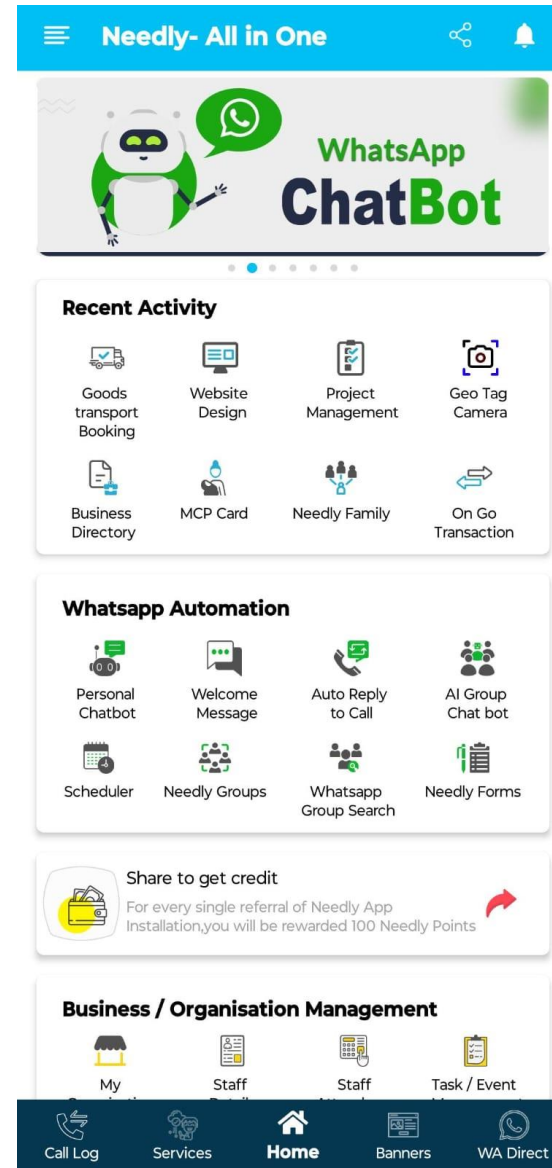 Needly- All in One
WhatsApp
ChatBot
Recent Activity
Goods
transport
Booking
Website
Design
Project
Management
Geo Tag
Camera
Business
Directory
MCP Card
Needly Family
On Go
Transaction
Whatsapp Automation
Personal
Chatbot
Welcome
Message
Auto Reply
to Call
AI Group
Chat bot
Scheduler
Needly Groups
Whatsapp
Group Search
Needly Forms
Share to get credit
For every single referral of Needly App
Installation,you will be rewarded 100 Needly Points
Business / Organisation Management
My
Staff
Staff
Task / Event
Call Log
Services
Home
Banners
WA Direct